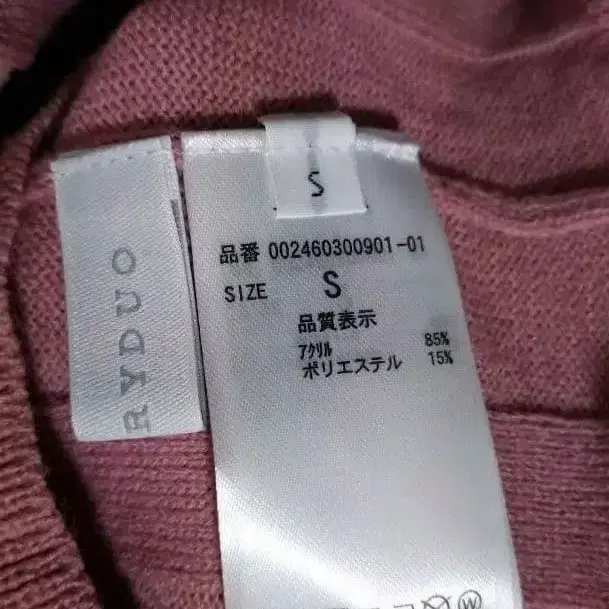 RYDUO
S
品番 002460300901-01
SIZE S
品質表示
アクリル 85%
ポリエステル 15%
W